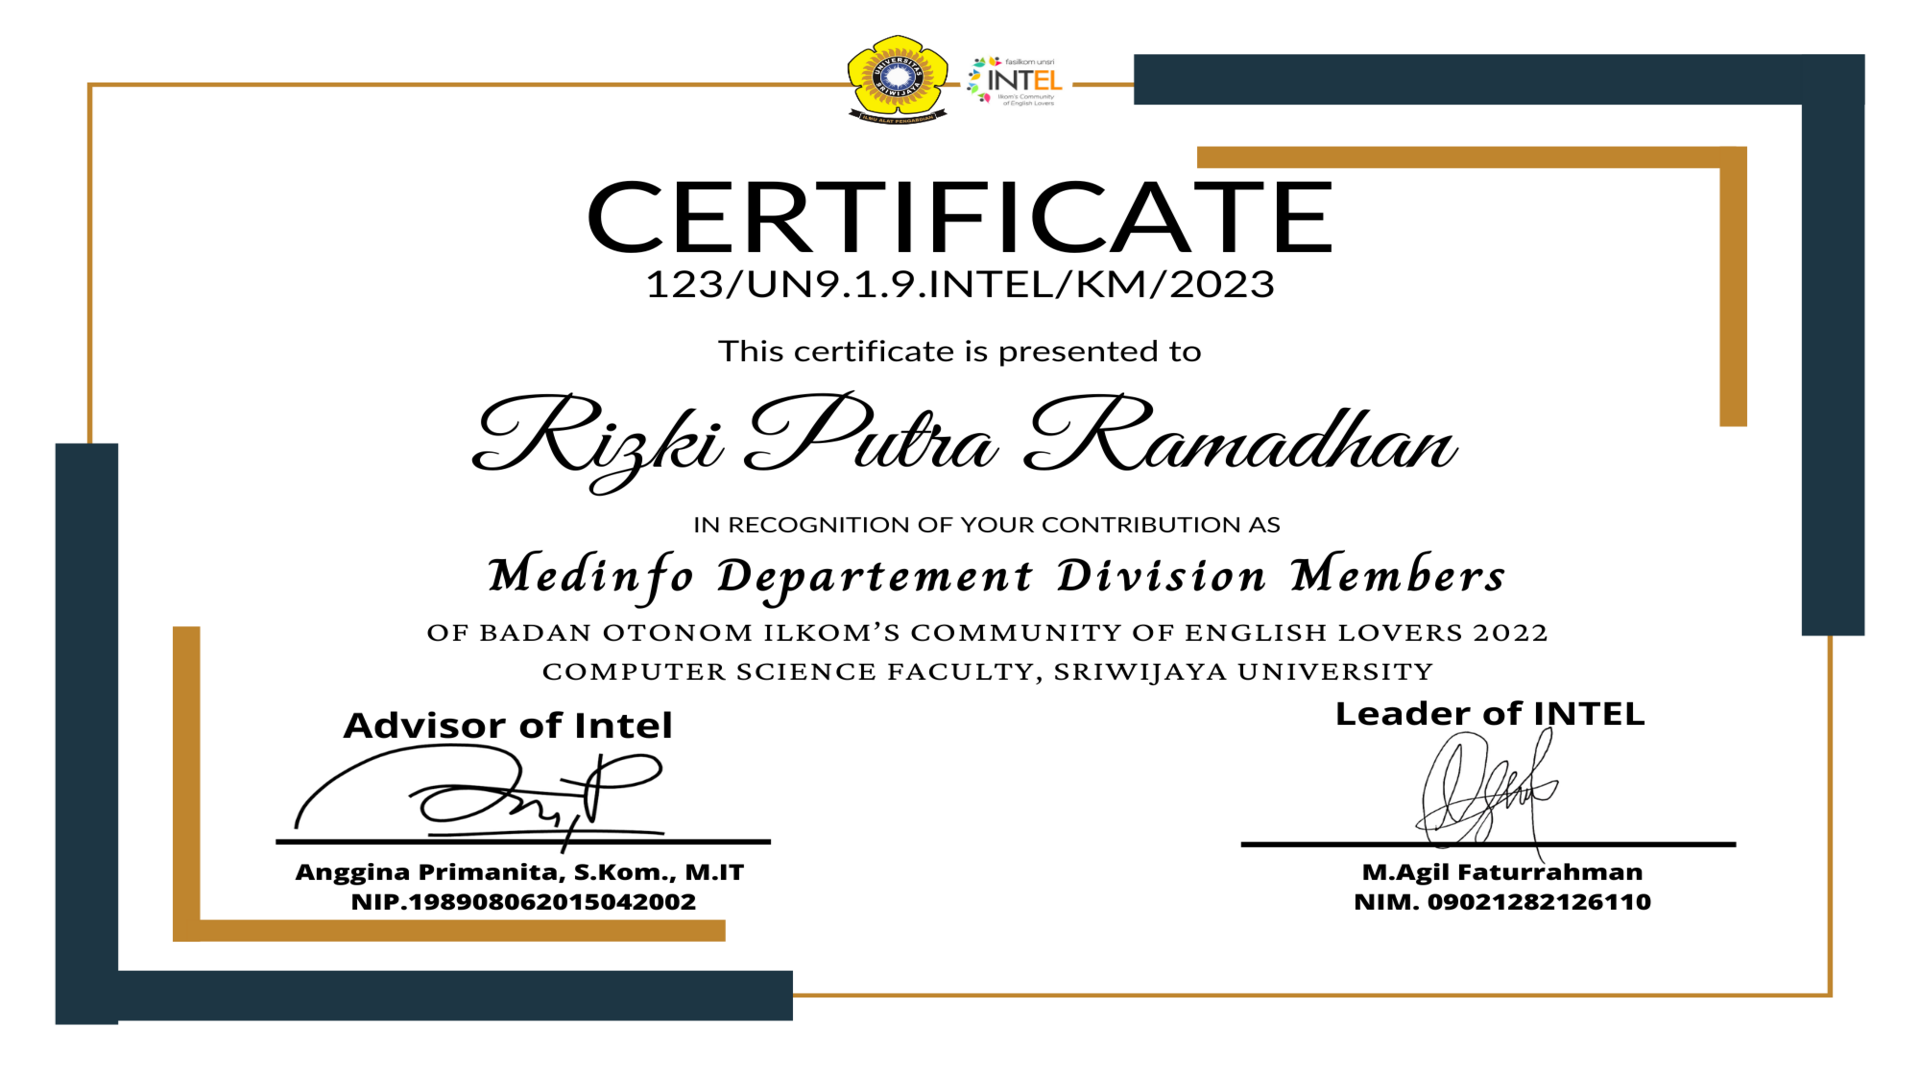 UNIVERSITAS
SRIWIJAYA
ILMU ALAT PENGABDIAN
fasilkom unsri
INTEL
Ilkom's Community
of English Lovers
CERTIFICATE
123/UN9.1.9.INTEL/KM/2023
This certificate is presented to
Rizki Putra Ramadhan
IN RECOGNITION OF YOUR CONTRIBUTION AS
Medinfo Departement Division Members
OF BADAN OTONOM ILKOM’S COMMUNITY OF ENGLISH LOVERS 2022
COMPUTER SCIENCE FACULTY, SRIWIJAYA UNIVERSITY
Advisor of Intel
Leader of INTEL
Anggina Primanita, S.Kom., M.IT
NIP.198908062015042002
M.Agil Faturrahman
NIM. 09021282126110